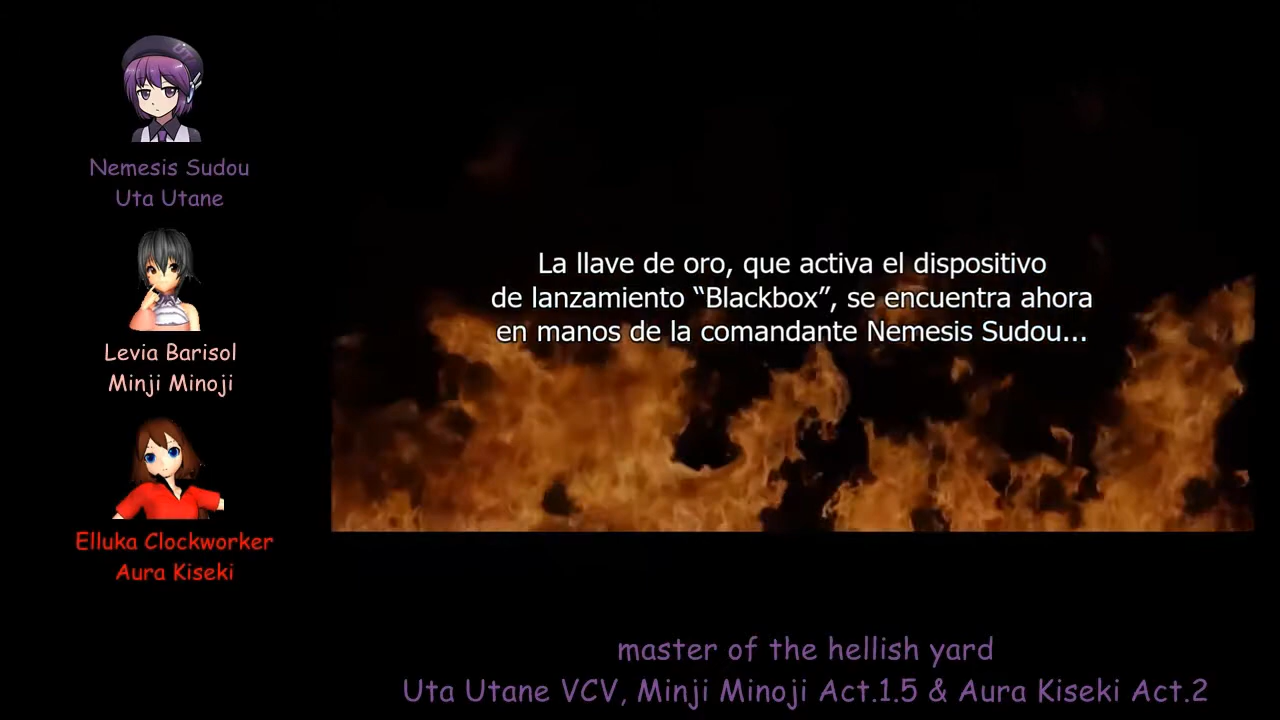 Nemesis Sudou
Uta Utane
Levia Barisol
Minji Minoji
Elluka Clockworker
Aura Kiseki
La llave de oro, que activa el dispositivo
de lanzamiento “Blackbox”, se encuentra ahora
en manos de la comandante Nemesis Sudou...
master of the hellish yard
Uta Utane VCV, Minji Minoji Act.1.5 & Aura Kiseki Act.2